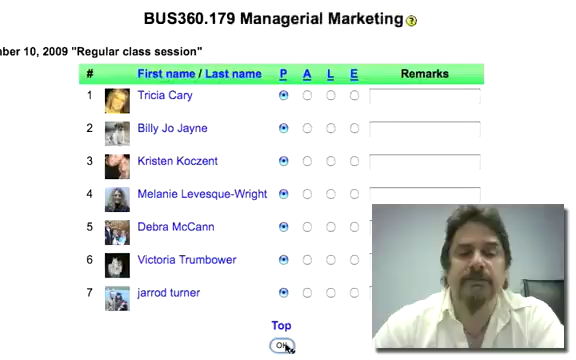 BUS360.179 Managerial Marketing ?
ber 10, 2009 "Regular class session"
# First name / Last name P A L E Remarks
1 Tricia Cary
2 Billy Jo Jayne
3 Kristen Koczent
4 Melanie Levesque-Wright
5 Debra McCann
6 Victoria Trumbower
7 jarrod turner
Top